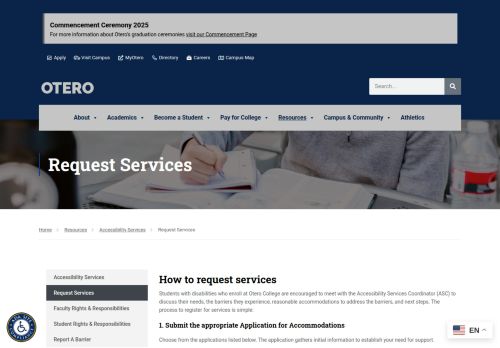 Commencement Ceremony 2025
For more information about Otero's graduation ceremonies visit our Commencement Page
Apply Visit Campus MyOtero Directory Careers Campus Map
OTERO
Search...
About Academics Become a Student Pay for College Resources Campus & Community Athletics
Request Services
Home Resources Accessibility Services Request Services
Accessibility Services
Request Services
Faculty Rights & Responsibilities
Student Rights & Responsibilities
Report A Barrier
How to request services
Students with disabilities who enroll at Otero College are encouraged to meet with the Accessibility Services Coordinator (ASC) to
discuss their needs, the barriers they experience, reasonable accommodations to address the barriers, and next steps. The
process to register for services is simple:
1. Submit the appropriate Application for Accommodations
Choose from the applications listed below. The application gathers initial information to establish your need for support.
EN